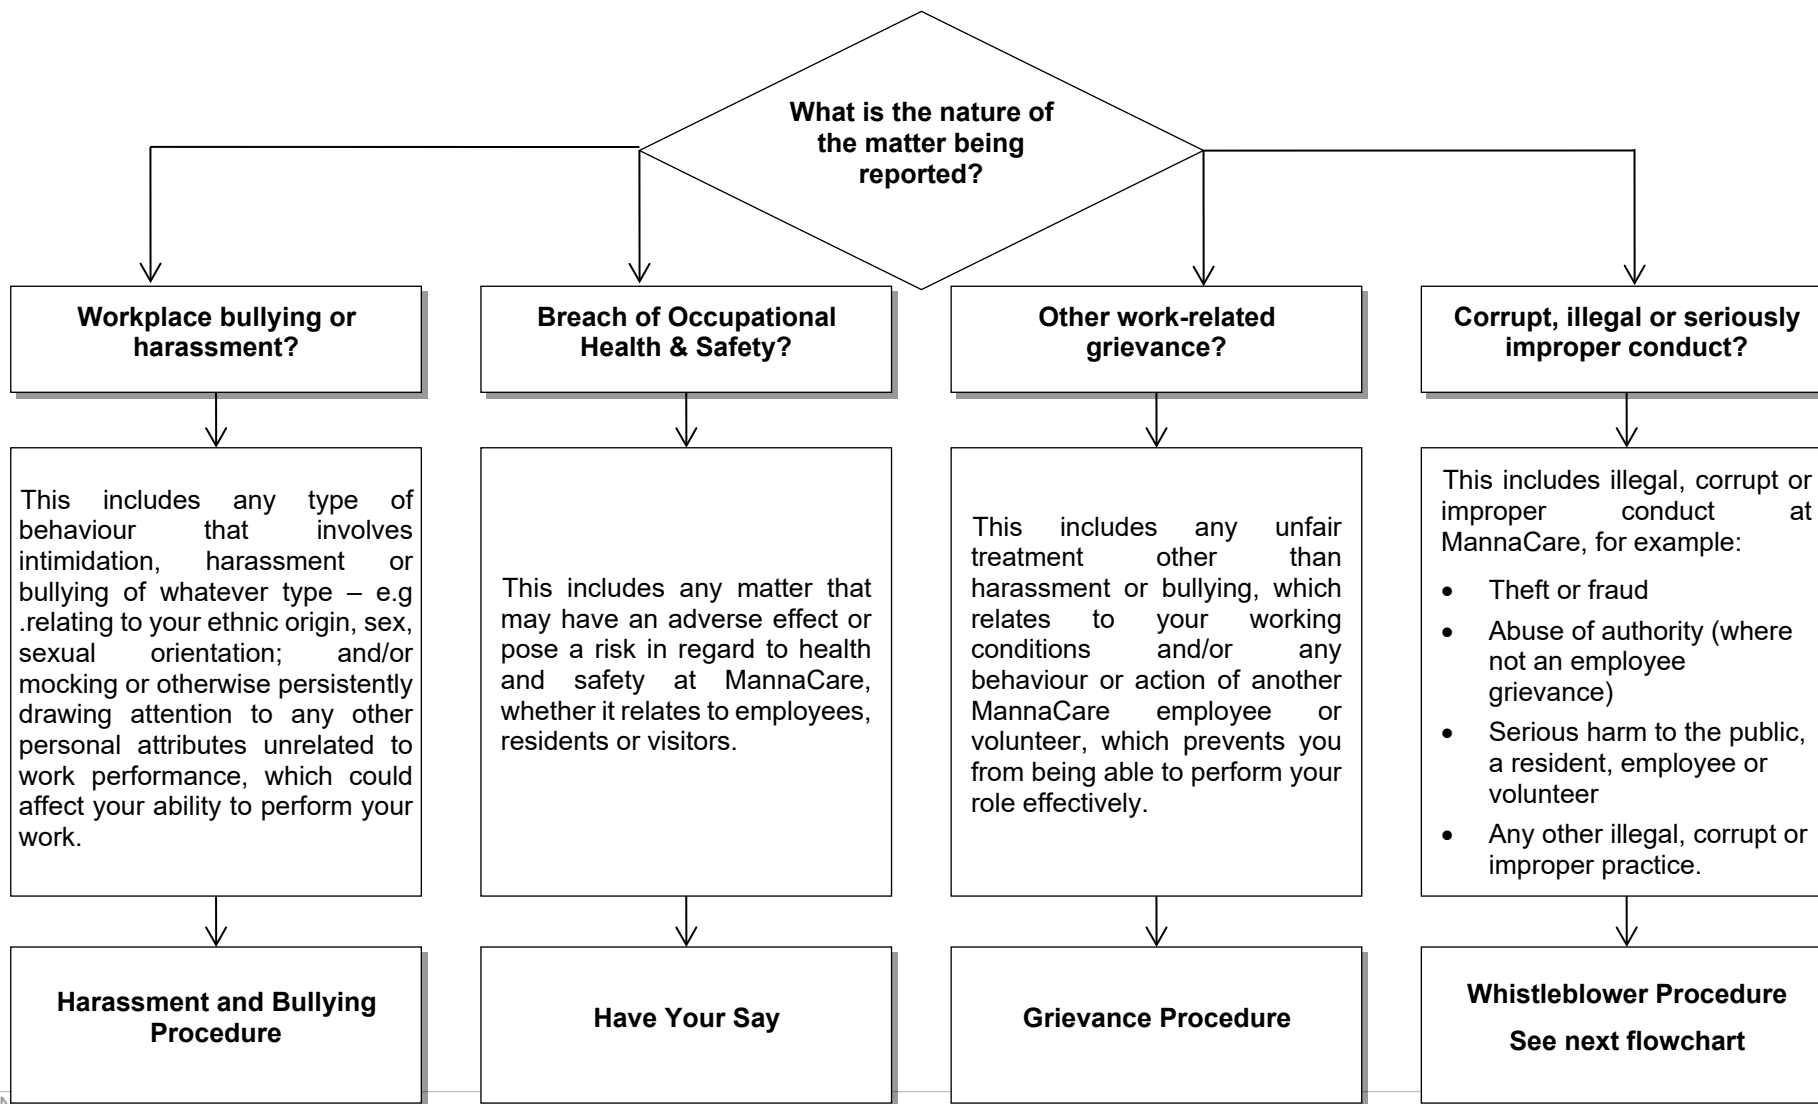 What is the nature of
the matter being
reported?
Workplace bullying or
harassment?
Breach of Occupational
Health & Safety?
Other work-related
grievance?
Corrupt, illegal or seriously
improper conduct?
This includes any type of
behaviour that involves
intimidation, harassment or
bullying of whatever type – e.g
.relating to your ethnic origin, sex,
sexual orientation; and/or
mocking or otherwise persistently
drawing attention to any other
personal attributes unrelated to
work performance, which could
affect your ability to perform your
work.
This includes any matter that
may have an adverse effect or
pose a risk in regard to health
and safety at MannaCare,
whether it relates to employees,
residents or visitors.
This includes any unfair
treatment other than
harassment or bullying, which
relates to your working
conditions and/or any
behaviour or action of another
MannaCare employee or
volunteer, which prevents you
from being able to perform your
role effectively.
This includes illegal, corrupt or
improper conduct at
MannaCare, for example:
• Theft or fraud
• Abuse of authority (where
not an employee
grievance)
• Serious harm to the public,
a resident, employee or
volunteer
• Any other illegal, corrupt or
improper practice.
Harassment and Bullying
Procedure
Have Your Say
Grievance Procedure
Whistleblower Procedure
See next flowchart